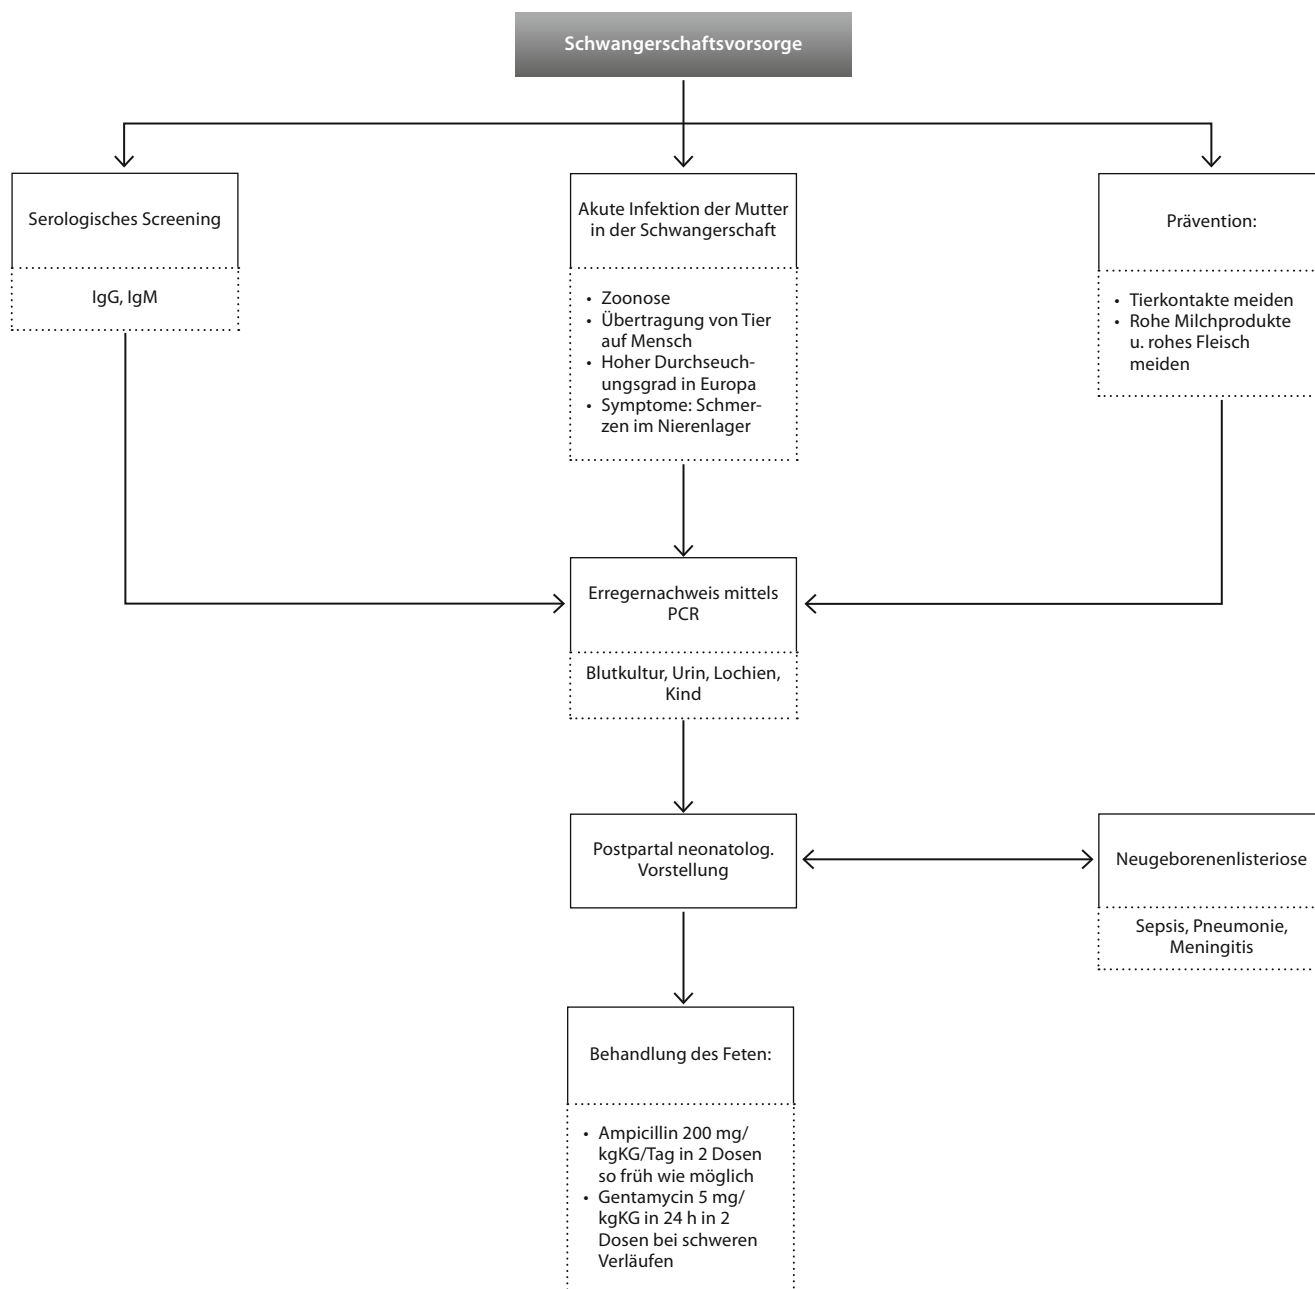 Schwangerschaftsvorsorge
Serologisches Screening
IgG, IgM
Akute Infektion der Mutter
in der Schwangerschaft
• Zoonose
• Übertragung von Tier
auf Mensch
• Hoher Durchseuch-
ungsgrad in Europa
• Symptome: Schmer-
zen im Nierenlager
Prävention:
• Tierkontakte meiden
• Rohe Milchprodukte
u. rohes Fleisch
meiden
Erregernachweis mittels
PCR
Blutkultur, Urin, Lochien,
Kind
Postpartal neonatolog.
Vorstellung
Neugeborenenlisteriose
Sepsis, Pneumonie,
Meningitis
Behandlung des Feten:
• Ampicillin 200 mg/
kgKG/Tag in 2 Dosen
so früh wie möglich
• Gentamycin 5 mg/
kgKG in 24 h in 2
Dosen bei schweren
Verläufen